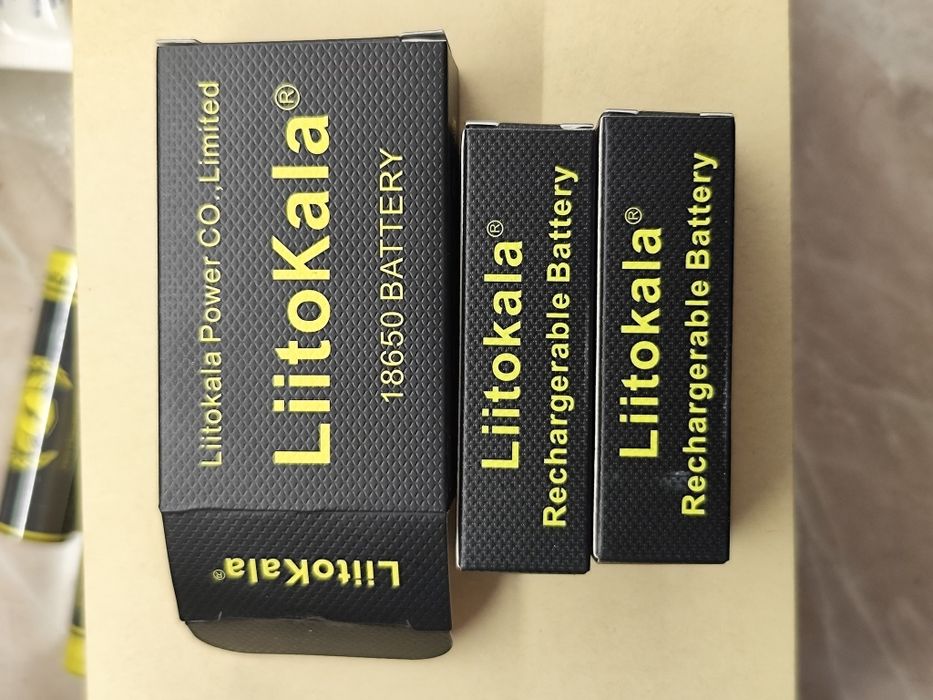 Liitokala Power CO.,Limited
LiitoKala®
18650 BATTERY
LiitoKala®
Liitokala®
Rechargerable Battery
Liitokala®
Rechargerable Battery